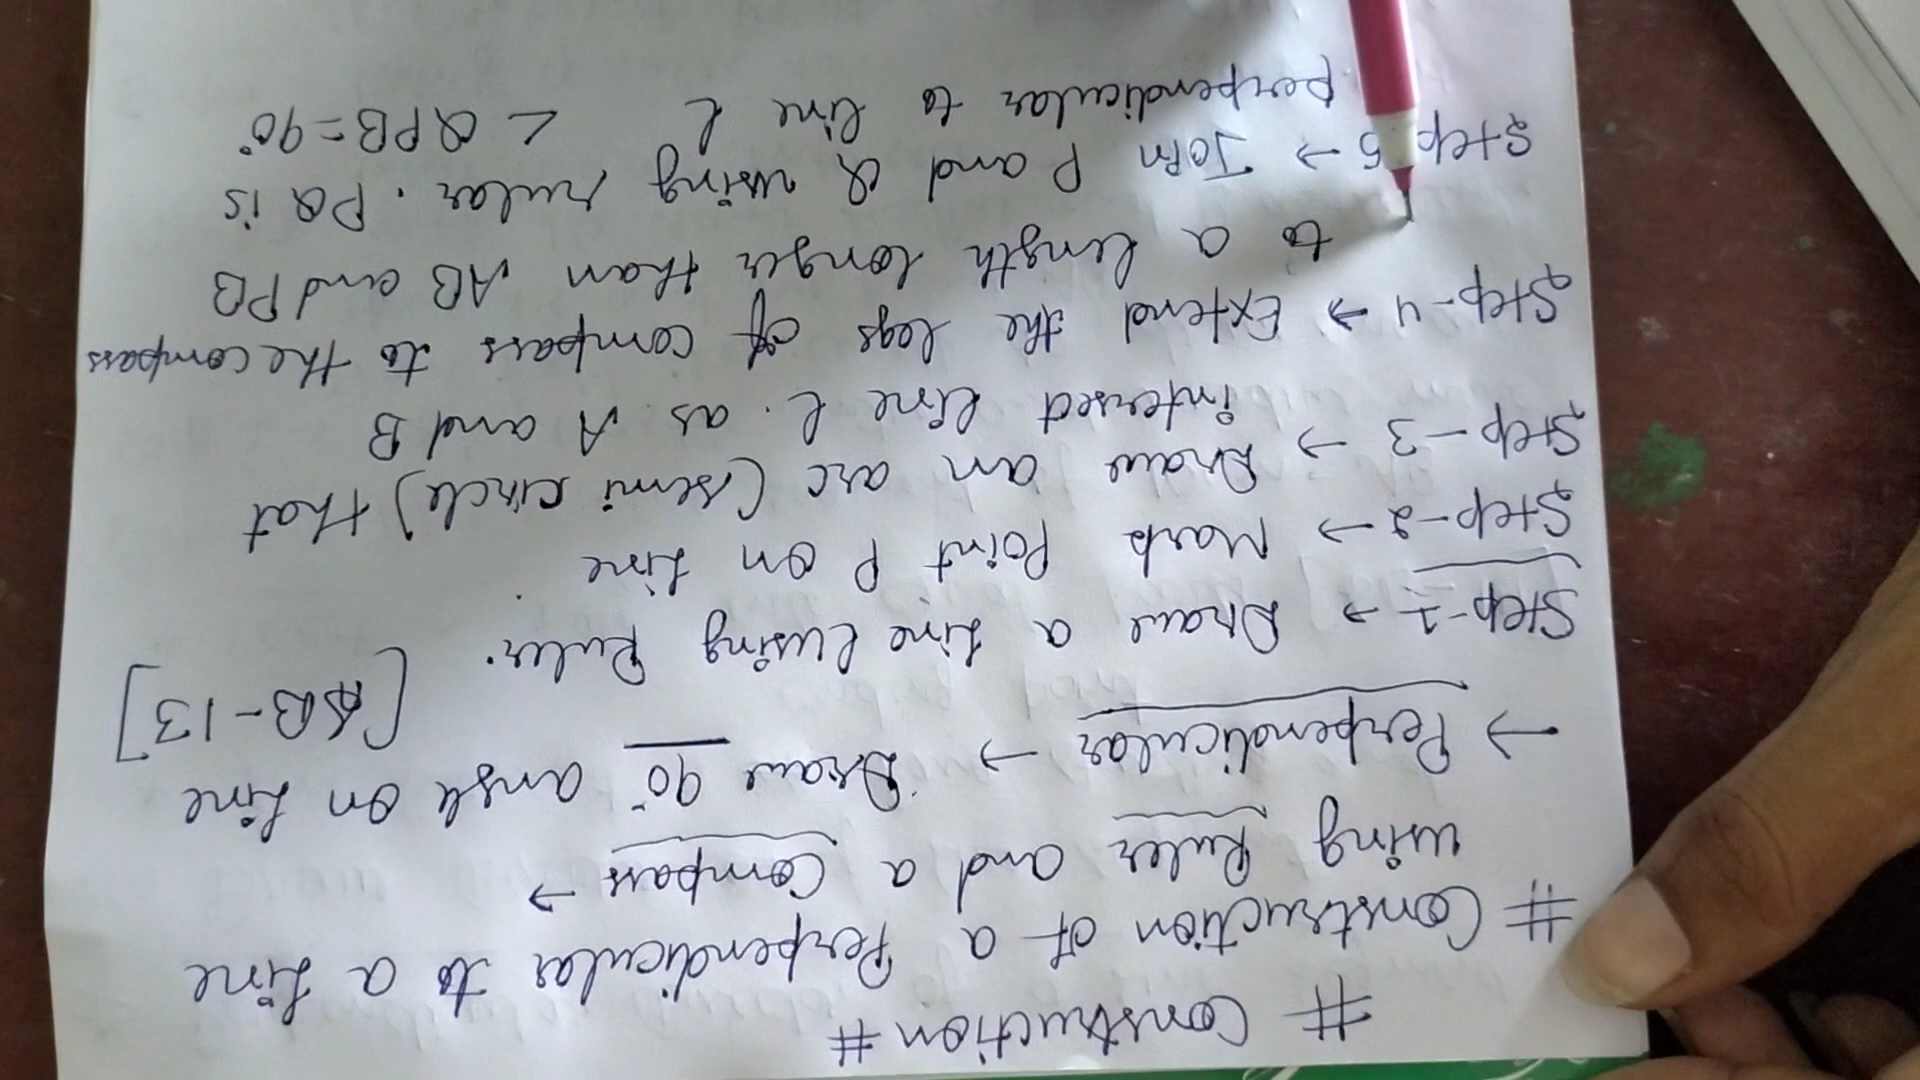 # Construction #
# Construction of a Perpendicular to a Line
using Ruler and a Compass →
→ Perpendicular → Draw 90° angle on Line
[AB-13]
Step-1 → Draw a Line l using Ruler.
Step-2 → Mark Point P on Line
Step-3 → Draw an arc (semi circle) that
intersect line l. as A and B
Step-4 → Extend the legs of compass to the compass
to a length longer than AB and PB
Step 5 → Join P and Q using rular. PQ is
perpendicular to line l ∠QPB=90°